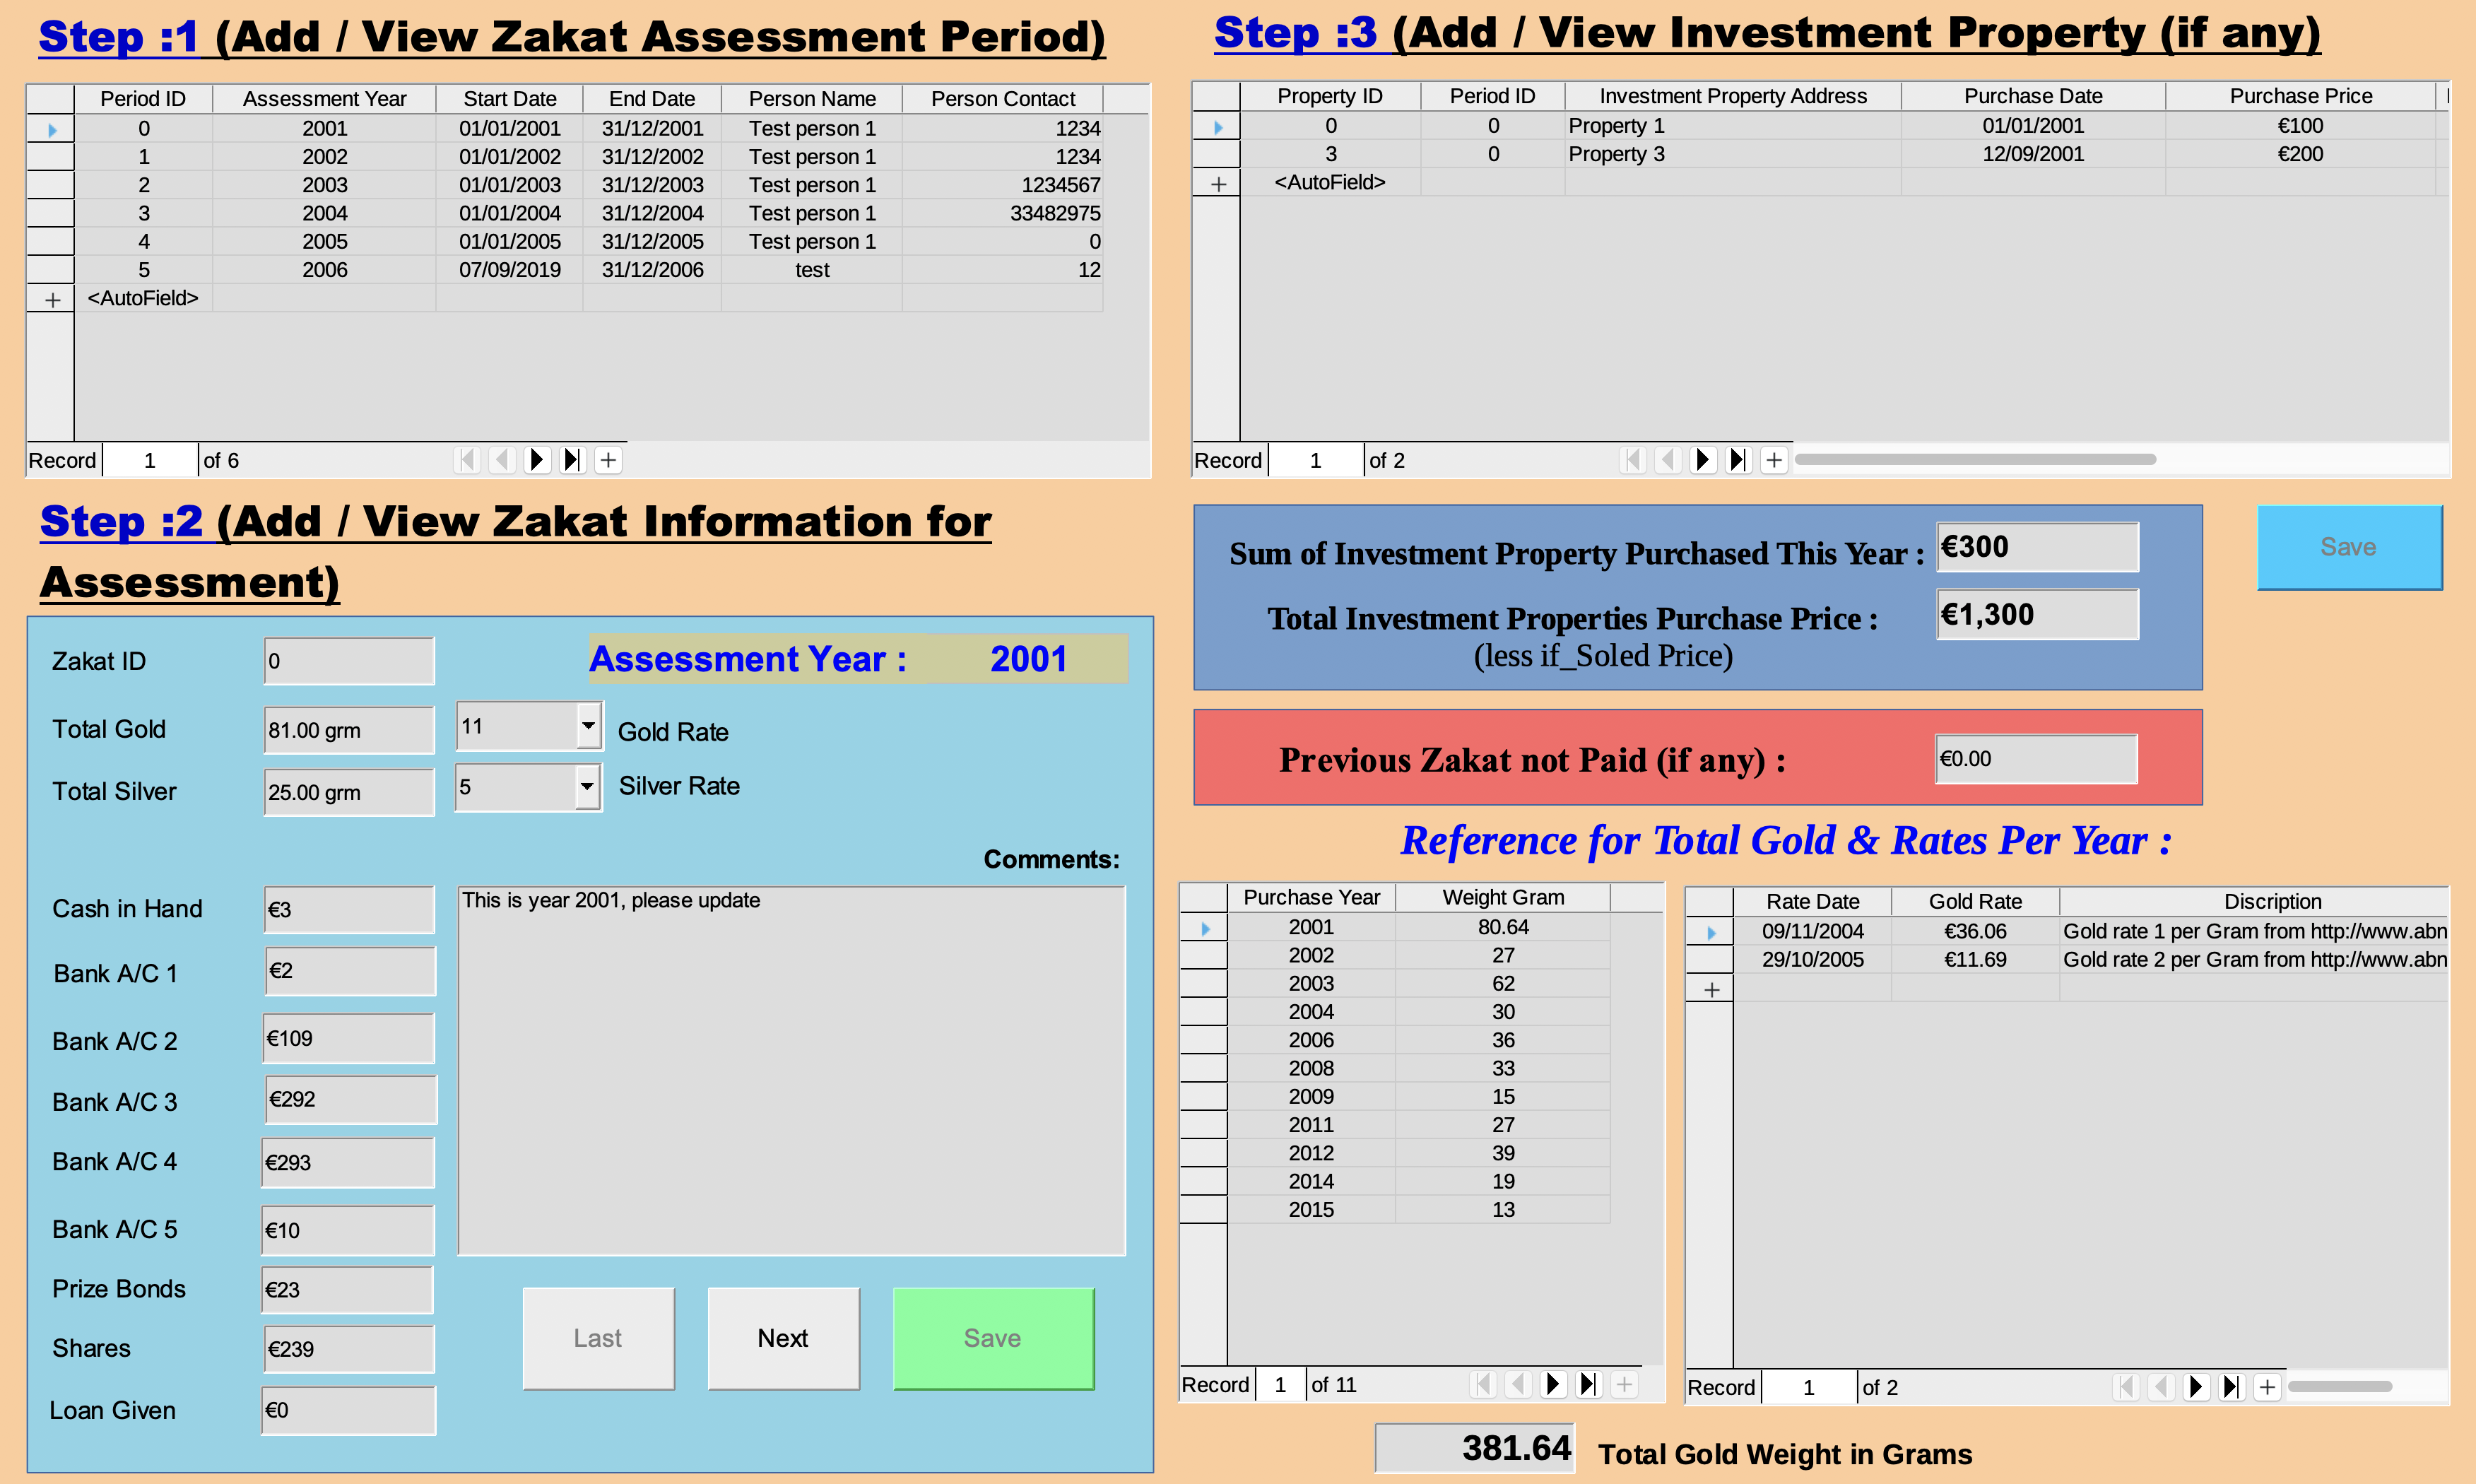 Step :1 (Add / View Zakat Assessment Period)
Period ID Assessment Year Start Date End Date Person Name Person Contact
0 2001 01/01/2001 31/12/2001 Test person 1 1234
1 2002 01/01/2002 31/12/2002 Test person 1 1234
2 2003 01/01/2003 31/12/2003 Test person 1 1234567
3 2004 01/01/2004 31/12/2004 Test person 1 33482975
4 2005 01/01/2005 31/12/2005 Test person 1 0
5 2006 07/09/2019 31/12/2006 test 12
+ <AutoField>
Record 1 of 6 +
Step :3 (Add / View Investment Property (if any)
Property ID Period ID Investment Property Address Purchase Date Purchase Price
0 0 Property 1 01/01/2001 €100
3 0 Property 3 12/09/2001 €200
+ <AutoField>
Record 1 of 2 +
Step :2 (Add / View Zakat Information for
Assessment)
Zakat ID 0
Assessment Year : 2001
Total Gold 81.00 grm 11 Gold Rate
Total Silver 25.00 grm 5 Silver Rate
Comments:
This is year 2001, please update
Cash in Hand €3
Bank A/C 1 €2
Bank A/C 2 €109
Bank A/C 3 €292
Bank A/C 4 €293
Bank A/C 5 €10
Prize Bonds €23
Shares €239
Loan Given €0
Last Next Save
Sum of Investment Property Purchased This Year : €300
Total Investment Properties Purchase Price : €1,300
(less if_Soled Price)
Save
Previous Zakat not Paid (if any) : €0.00
Reference for Total Gold & Rates Per Year :
Purchase Year Weight Gram
2001 80.64
2002 27
2003 62
2004 30
2006 36
2008 33
2009 15
2011 27
2012 39
2014 19
2015 13
Record 1 of 11 +
Rate Date Gold Rate Discription
09/11/2004 €36.06 Gold rate 1 per Gram from http://www.abn
29/10/2005 €11.69 Gold rate 2 per Gram from http://www.abn
+
Record 1 of 2 +
381.64 Total Gold Weight in Grams